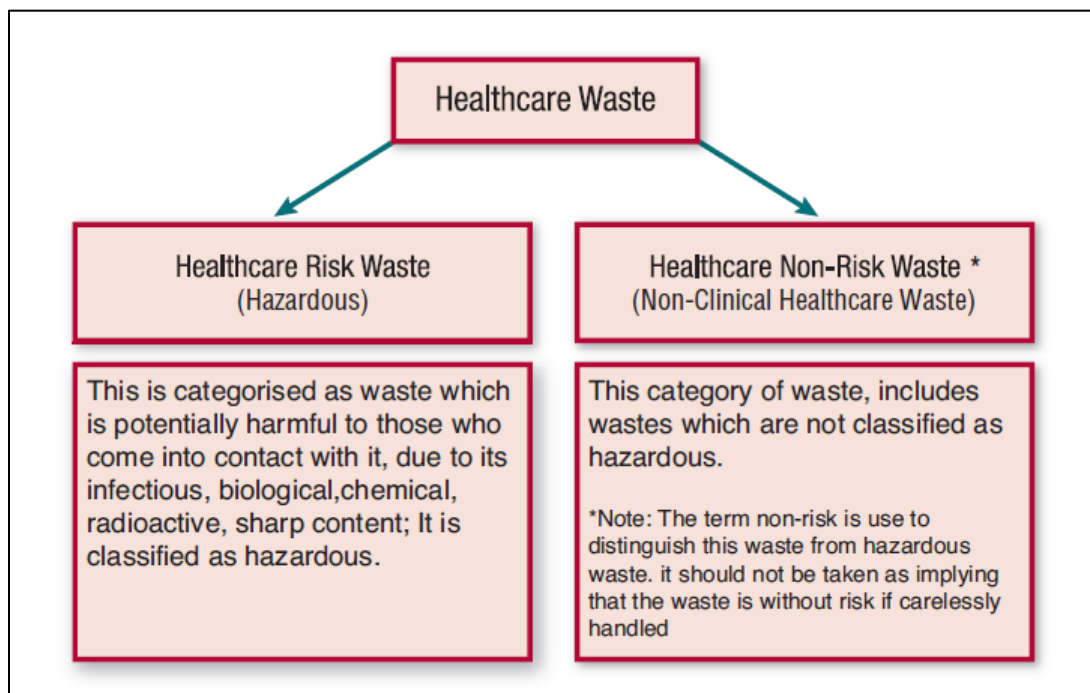 Healthcare Waste
Healthcare Risk Waste
(Hazardous)
Healthcare Non-Risk Waste *
(Non-Clinical Healthcare Waste)
This is categorised as waste which
is potentially harmful to those who
come into contact with it, due to its
infectious, biological,chemical,
radioactive, sharp content; It is
classified as hazardous.
This category of waste, includes
wastes which are not classified as
hazardous.
*Note: The term non-risk is use to
distinguish this waste from hazardous
waste. it should not be taken as implying
that the waste is without risk if carelessly
handled